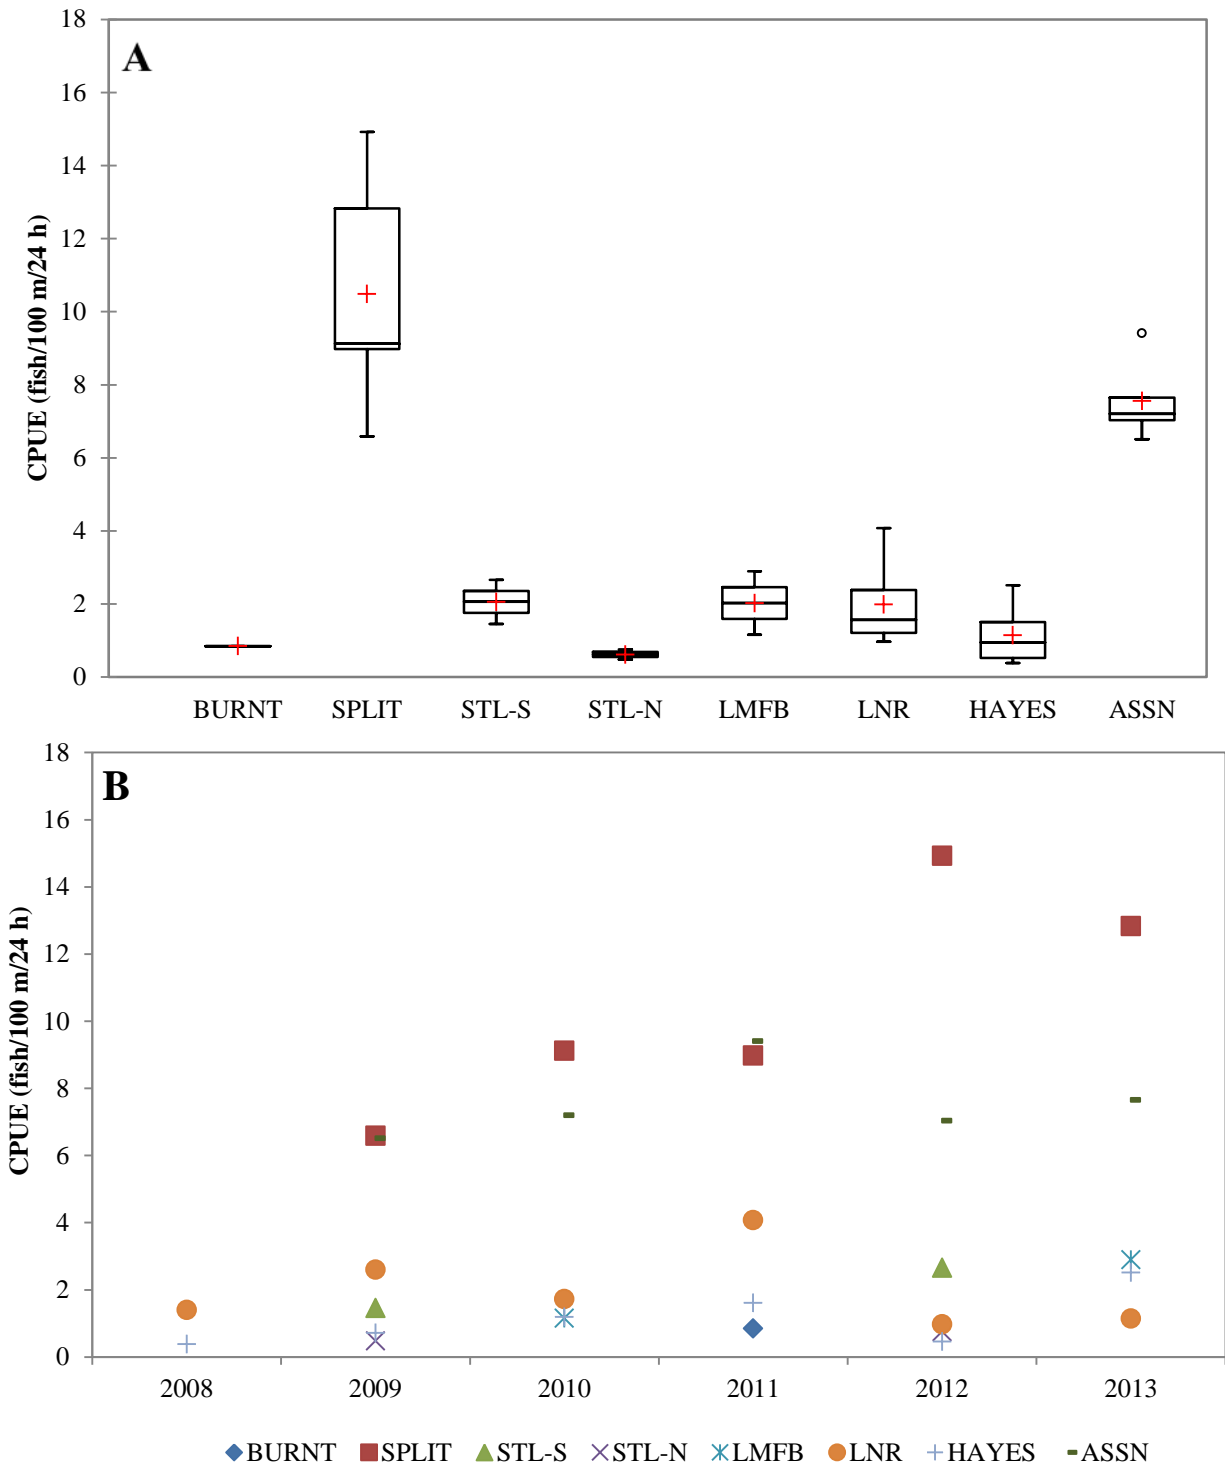 A
CPUE (fish/100 m/24 h)
18
16
14
12
10
8
6
4
2
0
BURNT SPLIT STL-S STL-N LMFB LNR HAYES ASSN
B
CPUE (fish/100 m/24 h)
18
16
14
12
10
8
6
4
2
0
2008 2009 2010 2011 2012 2013
BURNT SPLIT STL-S STL-N LMFB LNR HAYES ASSN